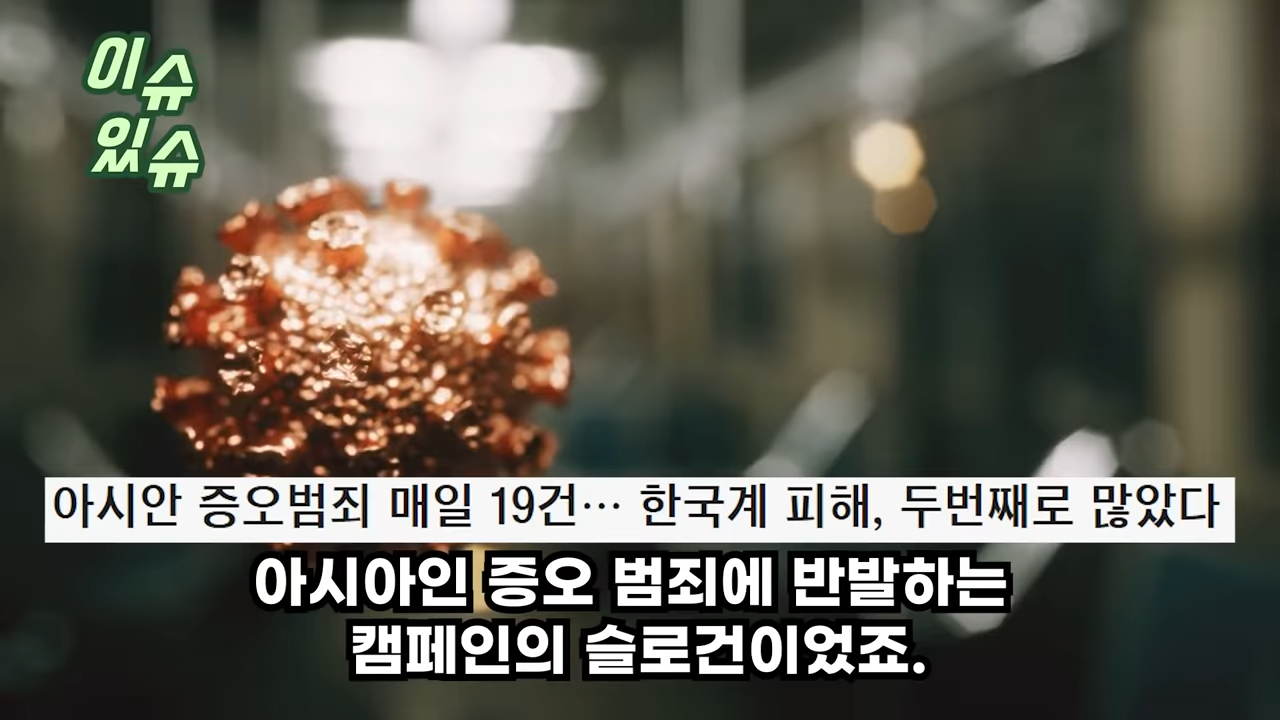 이슈
있슈
아시안 증오범죄 매일 19건… 한국계 피해, 두번째로 많았다
아시아인 증오 범죄에 반발하는
캠페인의 슬로건이었죠.